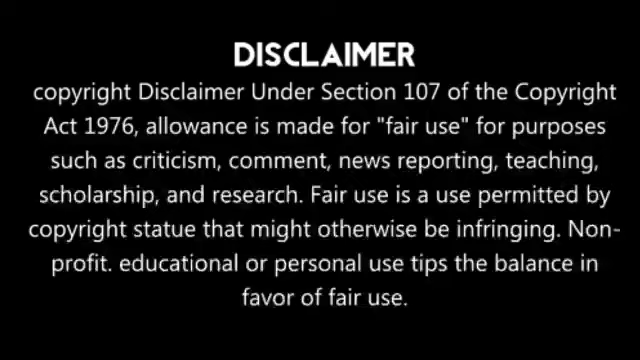 DISCLAIMER
copyright Disclaimer Under Section 107 of the Copyright
Act 1976, allowance is made for "fair use" for purposes
such as criticism, comment, news reporting, teaching,
scholarship, and research. Fair use is a use permitted by
copyright statue that might otherwise be infringing. Non-
profit. educational or personal use tips the balance in
favor of fair use.